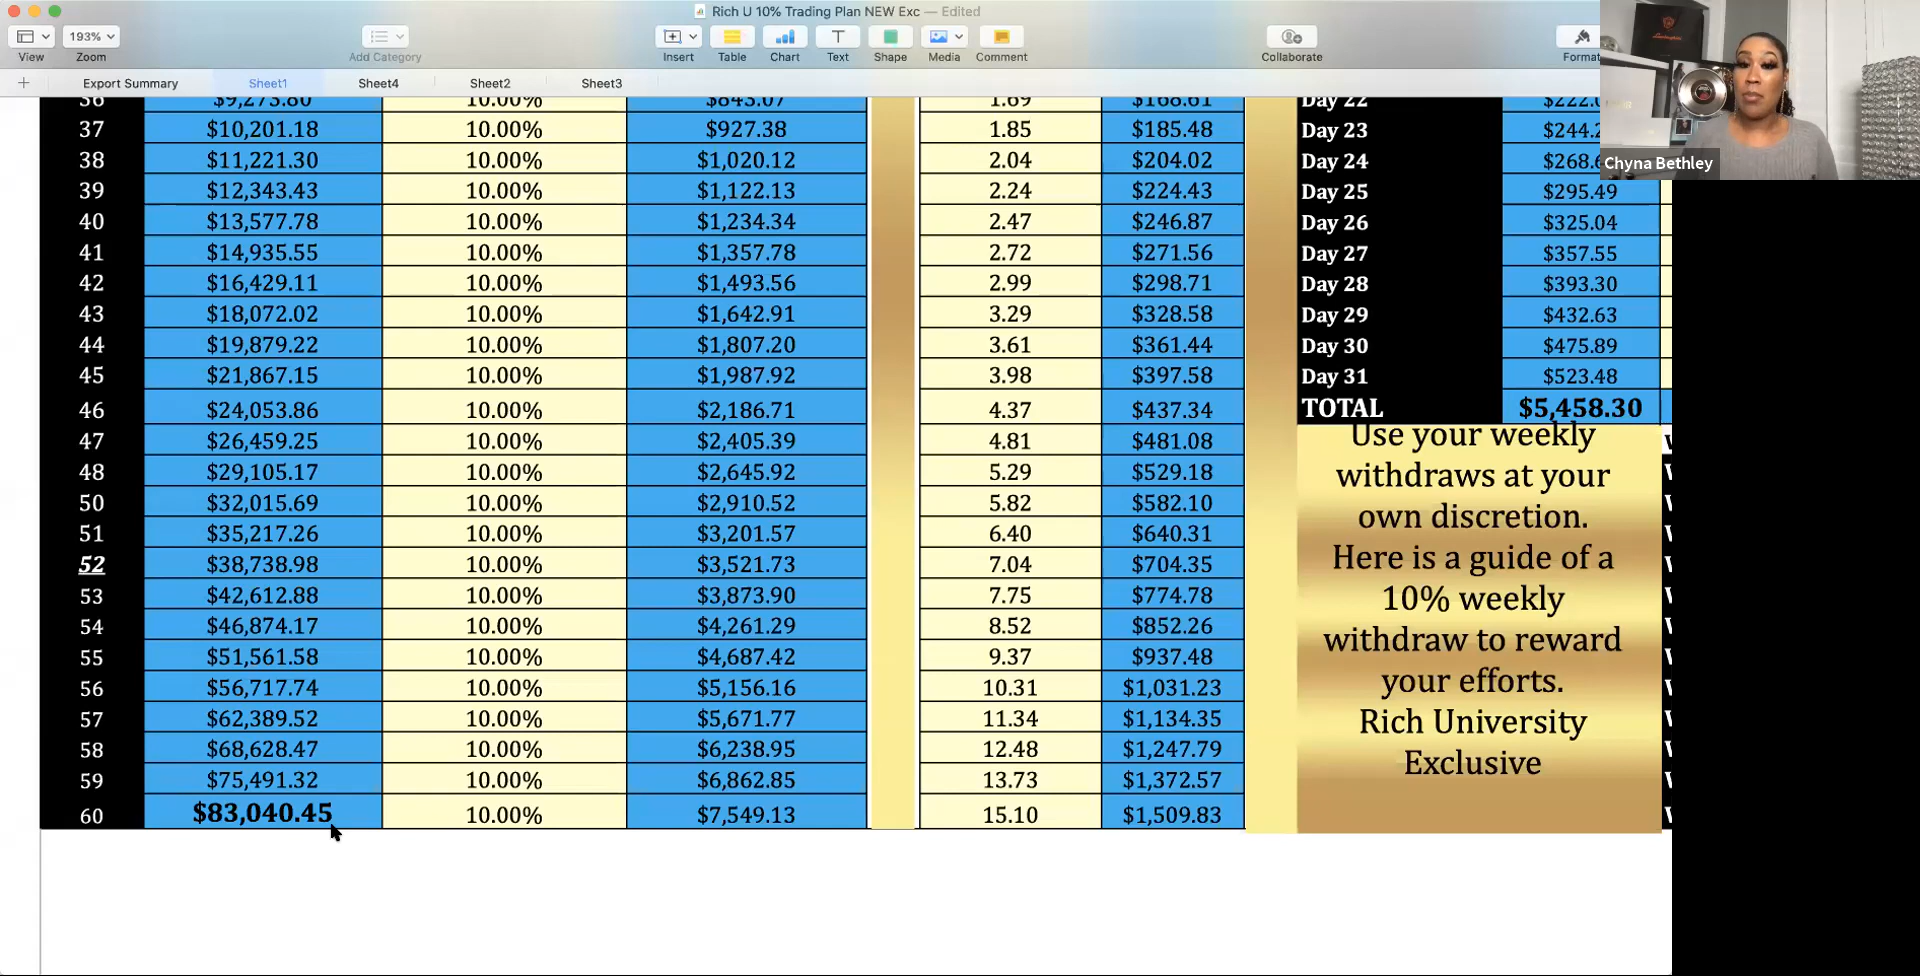 Rich U 10% Trading Plan NEW Exc — Edited
193%
View
Zoom
Add Category
Insert
Table
Chart
Text
Shape
Media
Comment
Collaborate
Format
Export Summary
Sheet1
Sheet4
Sheet2
Sheet3
Chyna Bethley
36 $9,273.80 10.00% $843.07 1.69 $168.61
37 $10,201.18 10.00% $927.38 1.85 $185.48
38 $11,221.30 10.00% $1,020.12 2.04 $204.02
39 $12,343.43 10.00% $1,122.13 2.24 $224.43
40 $13,577.78 10.00% $1,234.34 2.47 $246.87
41 $14,935.55 10.00% $1,357.78 2.72 $271.56
42 $16,429.11 10.00% $1,493.56 2.99 $298.71
43 $18,072.02 10.00% $1,642.91 3.29 $328.58
44 $19,879.22 10.00% $1,807.20 3.61 $361.44
45 $21,867.15 10.00% $1,987.92 3.98 $397.58
46 $24,053.86 10.00% $2,186.71 4.37 $437.34
47 $26,459.25 10.00% $2,405.39 4.81 $481.08
48 $29,105.17 10.00% $2,645.92 5.29 $529.18
50 $32,015.69 10.00% $2,910.52 5.82 $582.10
51 $35,217.26 10.00% $3,201.57 6.40 $640.31
52 $38,738.98 10.00% $3,521.73 7.04 $704.35
53 $42,612.88 10.00% $3,873.90 7.75 $774.78
54 $46,874.17 10.00% $4,261.29 8.52 $852.26
55 $51,561.58 10.00% $4,687.42 9.37 $937.48
56 $56,717.74 10.00% $5,156.16 10.31 $1,031.23
57 $62,389.52 10.00% $5,671.77 11.34 $1,134.35
58 $68,628.47 10.00% $6,238.95 12.48 $1,247.79
59 $75,491.32 10.00% $6,862.85 13.73 $1,372.57
60 $83,040.45 10.00% $7,549.13 15.10 $1,509.83
Day 22
Day 23
Day 24
Day 25 $295.49
Day 26 $325.04
Day 27 $357.55
Day 28 $393.30
Day 29 $432.63
Day 30 $475.89
Day 31 $523.48
TOTAL $5,458.30
Use your weekly
withdraws at your
own discretion.
Here is a guide of a
10% weekly
withdraw to reward
your efforts.
Rich University
Exclusive